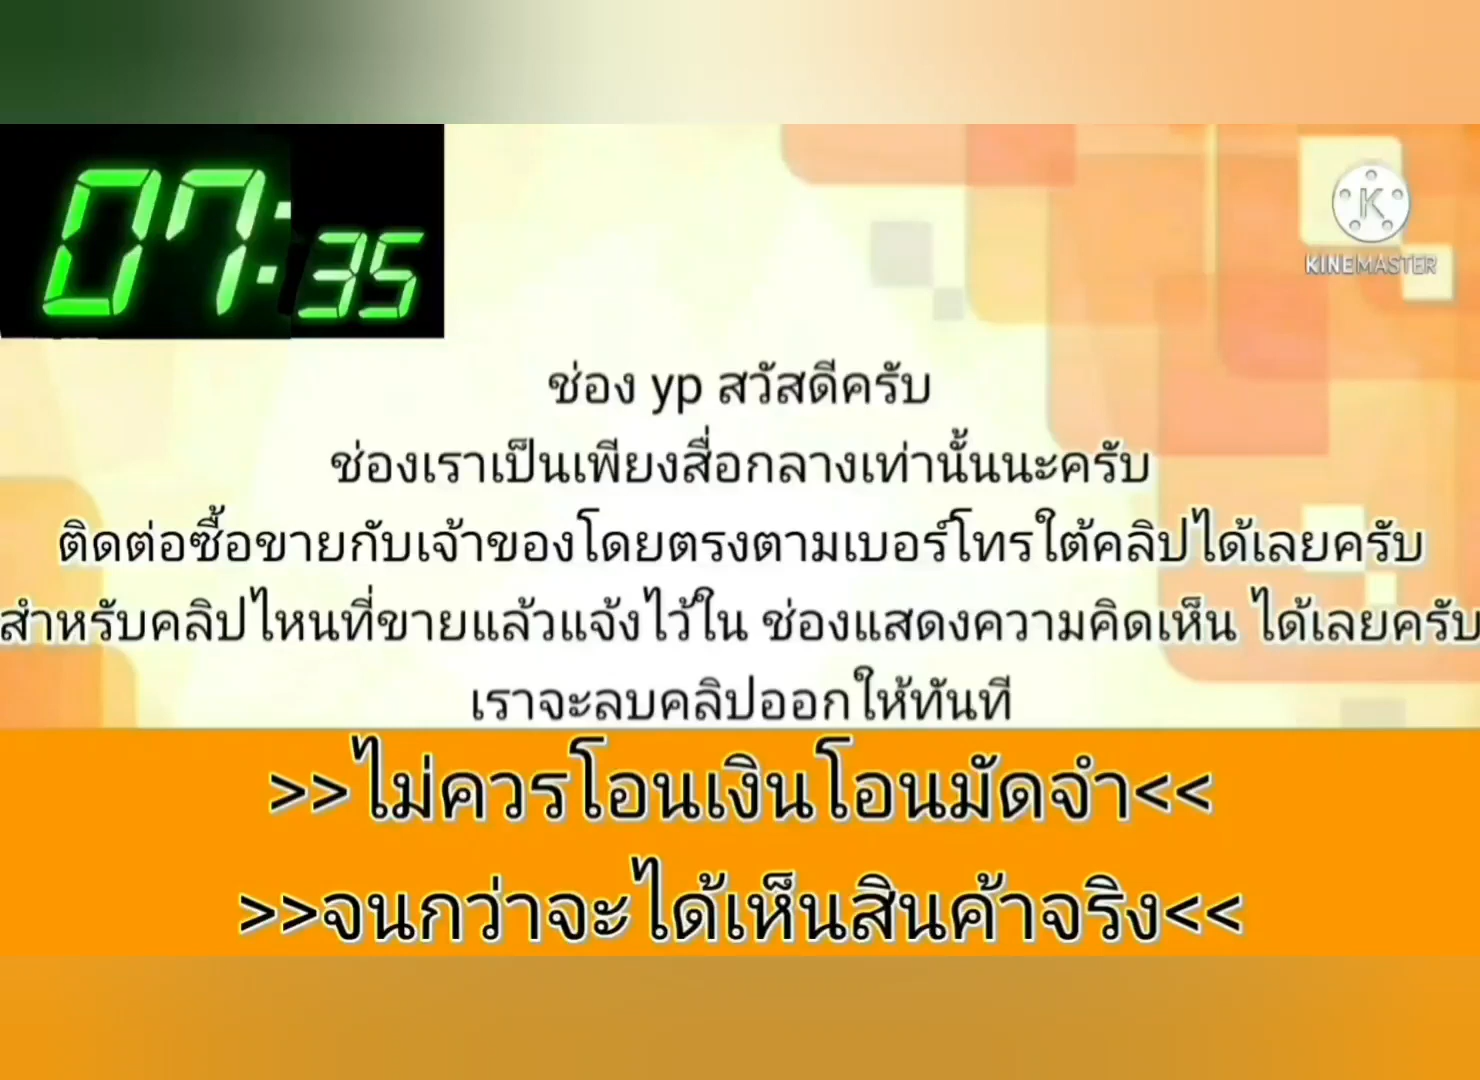 07:35
KINEMASTER
ช่อง yp สวัสดีครับ
ช่องเราเป็นเพียงสื่อกลางเท่านั้นนะครับ
ติดต่อซื้อขายกับเจ้าของโดยตรงตามเบอร์โทรใต้คลิปได้เลยครับ
สำหรับคลิปไหนที่ขายแล้วแจ้งไว้ใน ช่องแสดงความคิดเห็น ได้เลยครับ
เราจะลบคลิปออกให้ทันที
>>ไม่ควรโอนเงินโอนมัดจำ<<
>>จนกว่าจะได้เห็นสินค้าจริง<<